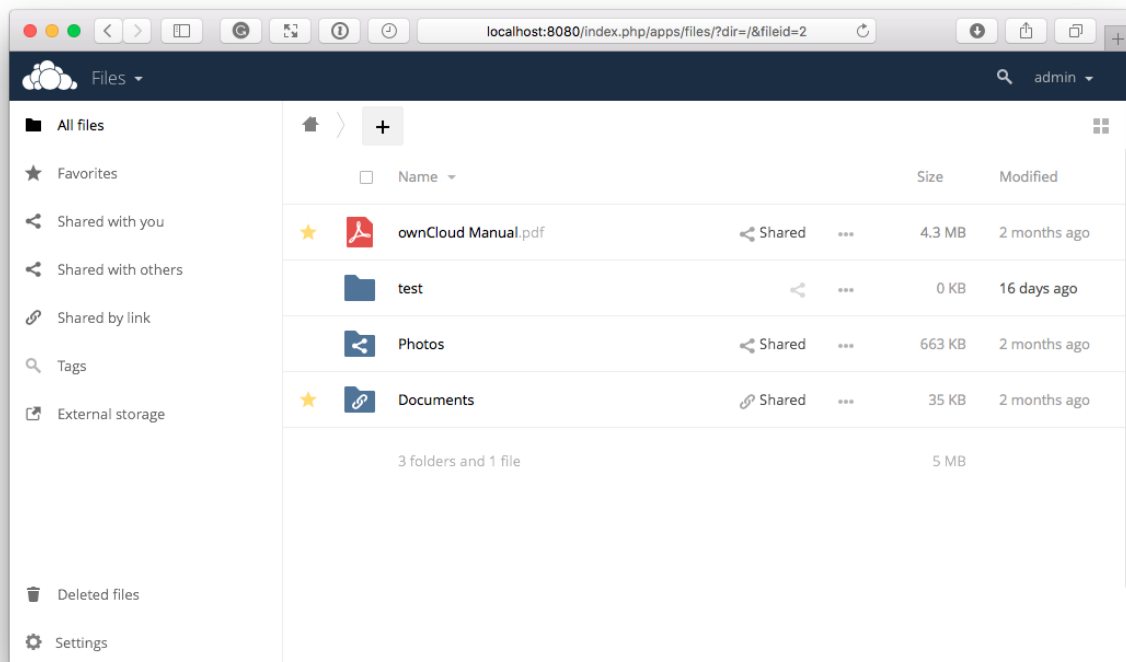 localhost:8080/index.php/apps/files/?dir=/&fileid=2
Files admin
All files
Favorites
Shared with you
Shared with others
Shared by link
Tags
External storage
Deleted files
Settings
Name Size Modified
ownCloud Manual.pdf Shared 4.3 MB 2 months ago
test 0 KB 16 days ago
Photos Shared 663 KB 2 months ago
Documents Shared 35 KB 2 months ago
3 folders and 1 file 5 MB